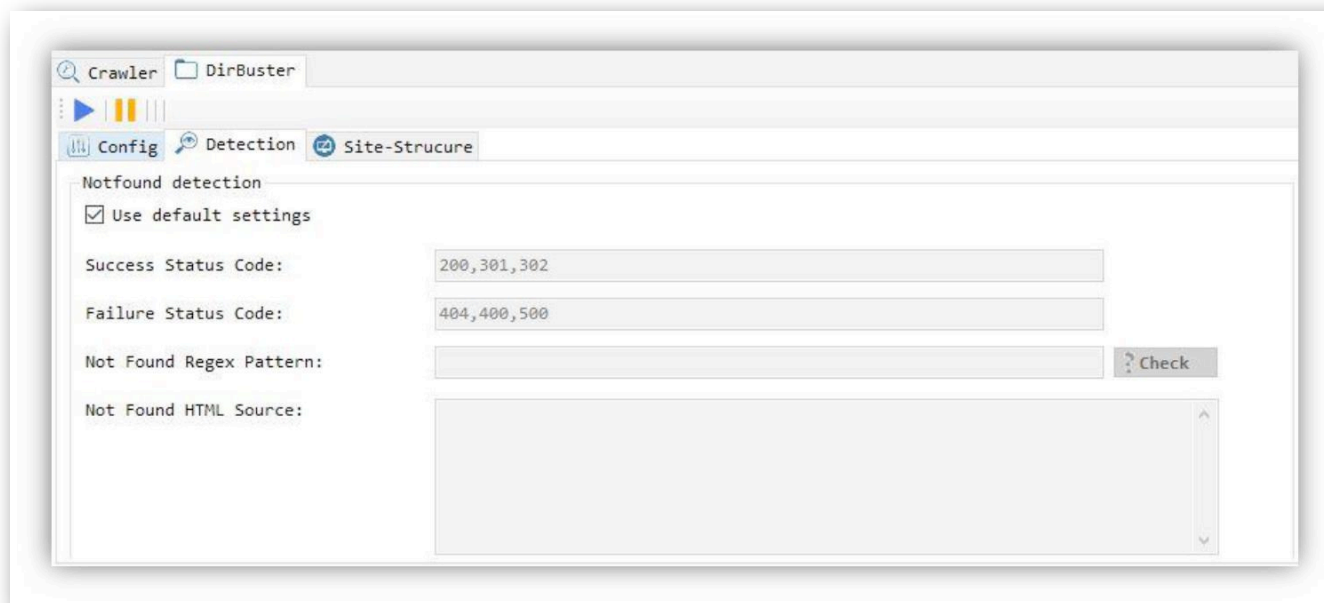 Crawler DirBuster
Config Detection Site-Strucure
Notfound detection
Use default settings
Success Status Code: 200,301,302
Failure Status Code: 404,400,500
Not Found Regex Pattern: Check
Not Found HTML Source: